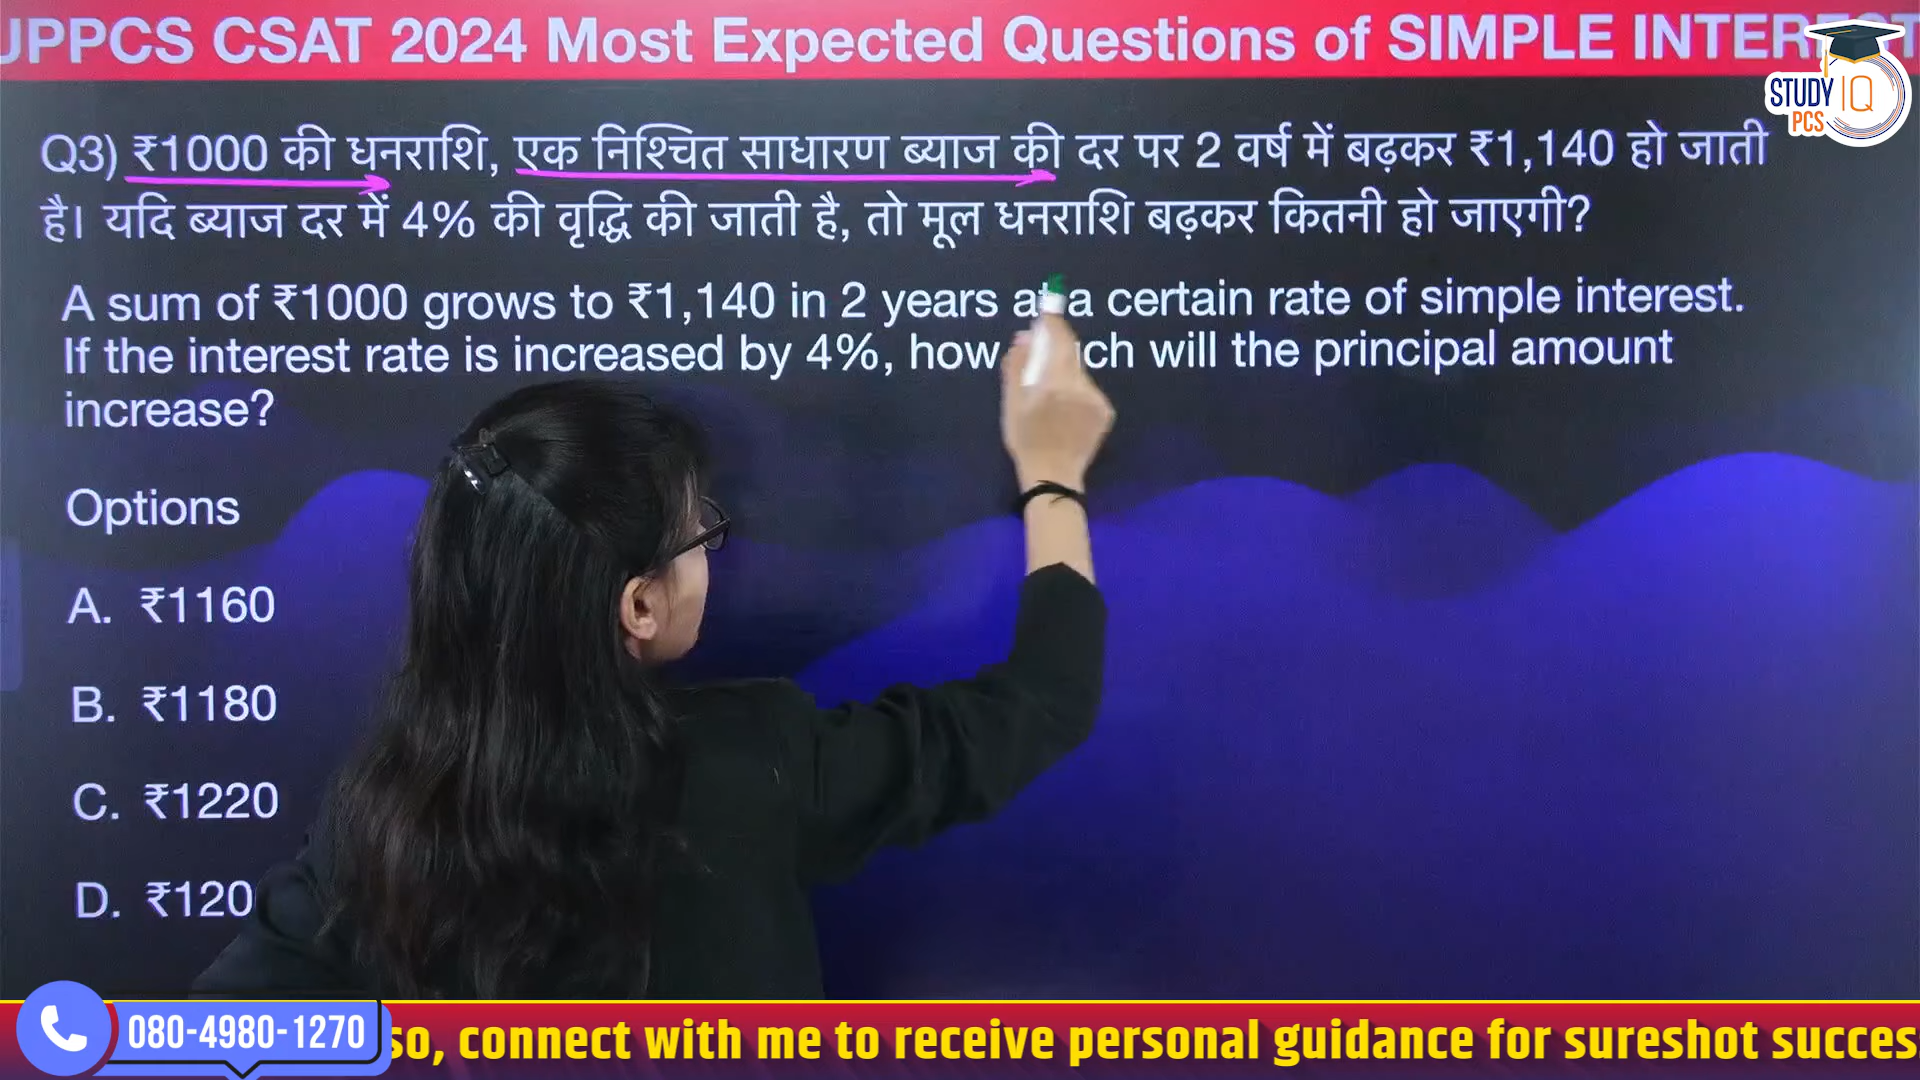 UPPCS CSAT 2024 Most Expected Questions of SIMPLE INTEREST
STUDY IQ
PCS
Q3) ₹1000 की धनराशि, एक निश्चित साधारण ब्याज की दर पर 2 वर्ष में बढ़कर ₹1,140 हो जाती
है। यदि ब्याज दर में 4% की वृद्धि की जाती है, तो मूल धनराशि बढ़कर कितनी हो जाएगी?
A sum of ₹1000 grows to ₹1,140 in 2 years at a certain rate of simple interest.
If the interest rate is increased by 4%, how will the principal amount
increase?
Options
A. ₹1160
B. ₹1180
C. ₹1220
D. ₹120
080-4980-1270
so, connect with me to receive personal guidance for sureshot succes